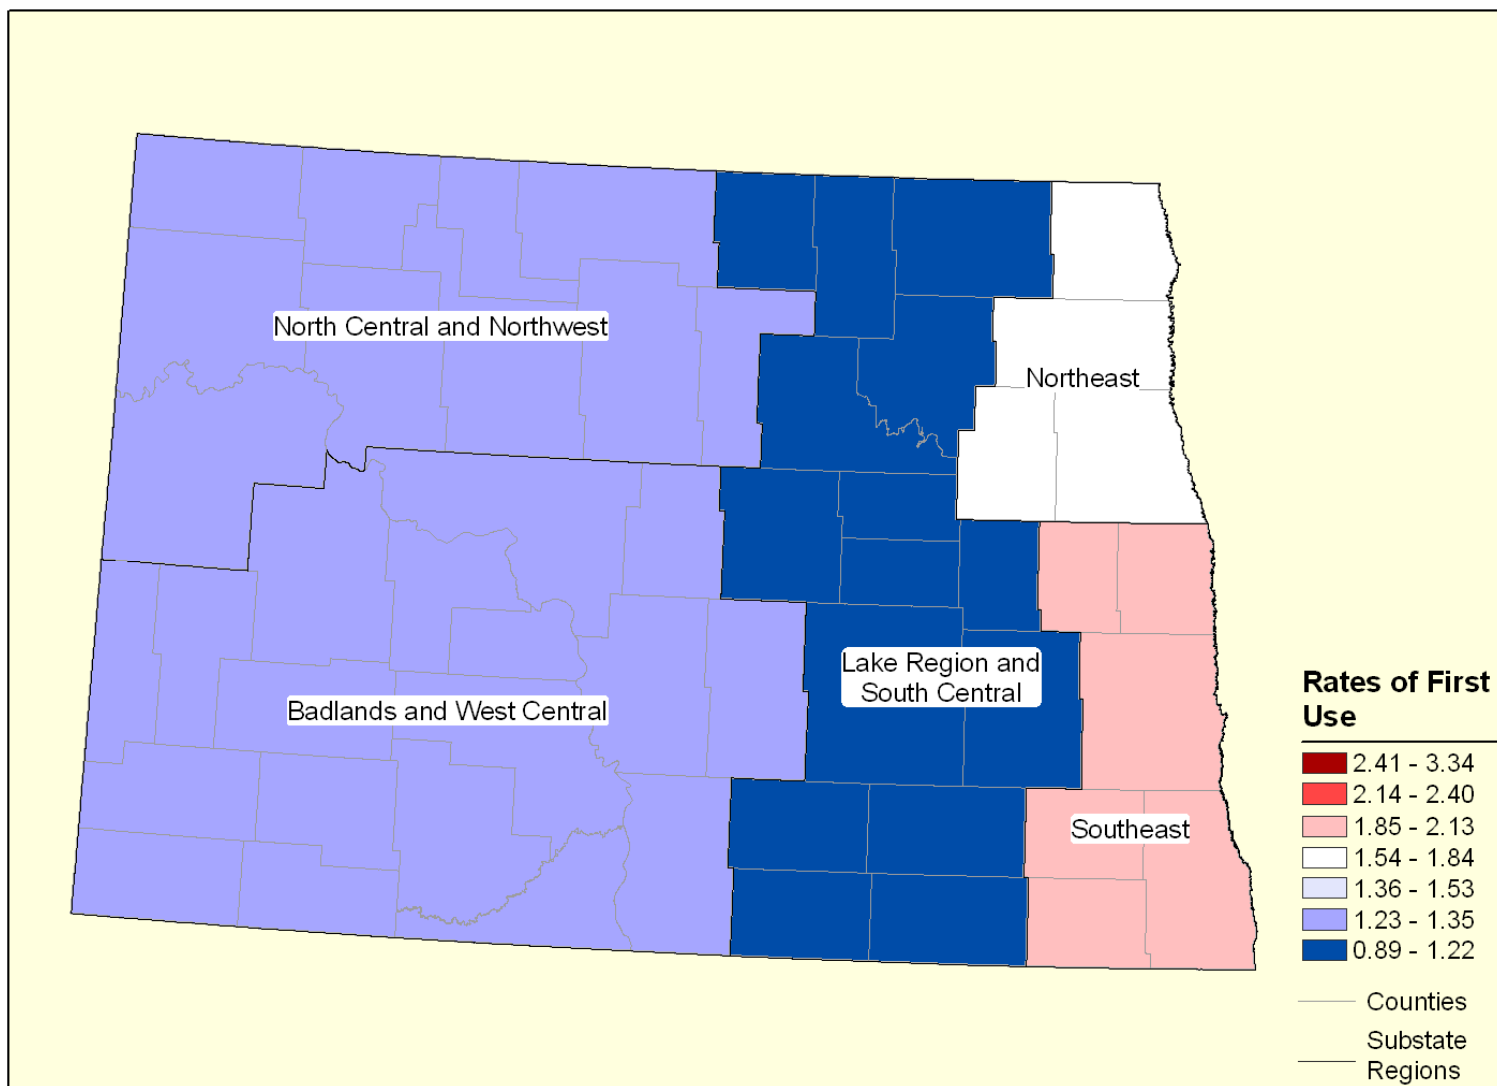 North Central and Northwest
Northeast
Lake Region and
South Central
Badlands and West Central
Southeast
Rates of First
Use
2.41 - 3.34
2.14 - 2.40
1.85 - 2.13
1.54 - 1.84
1.36 - 1.53
1.23 - 1.35
0.89 - 1.22
Counties
Substate
Regions